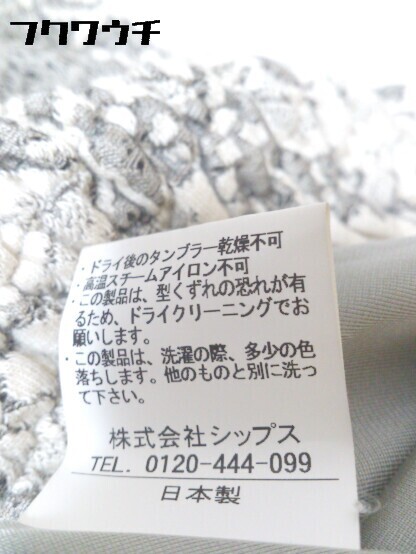 フクワウチ
・ドライ後のタンブラー乾燥不可
・高温スチームアイロン不可
・この製品は、型くずれの恐れが有
るため、ドライクリーニングでお
願いします。
・この製品は、洗濯の際、多少の色
落ちします。他のものと別に洗っ
て下さい。
株式会社シップス
TEL. 0120-444-099
日本製